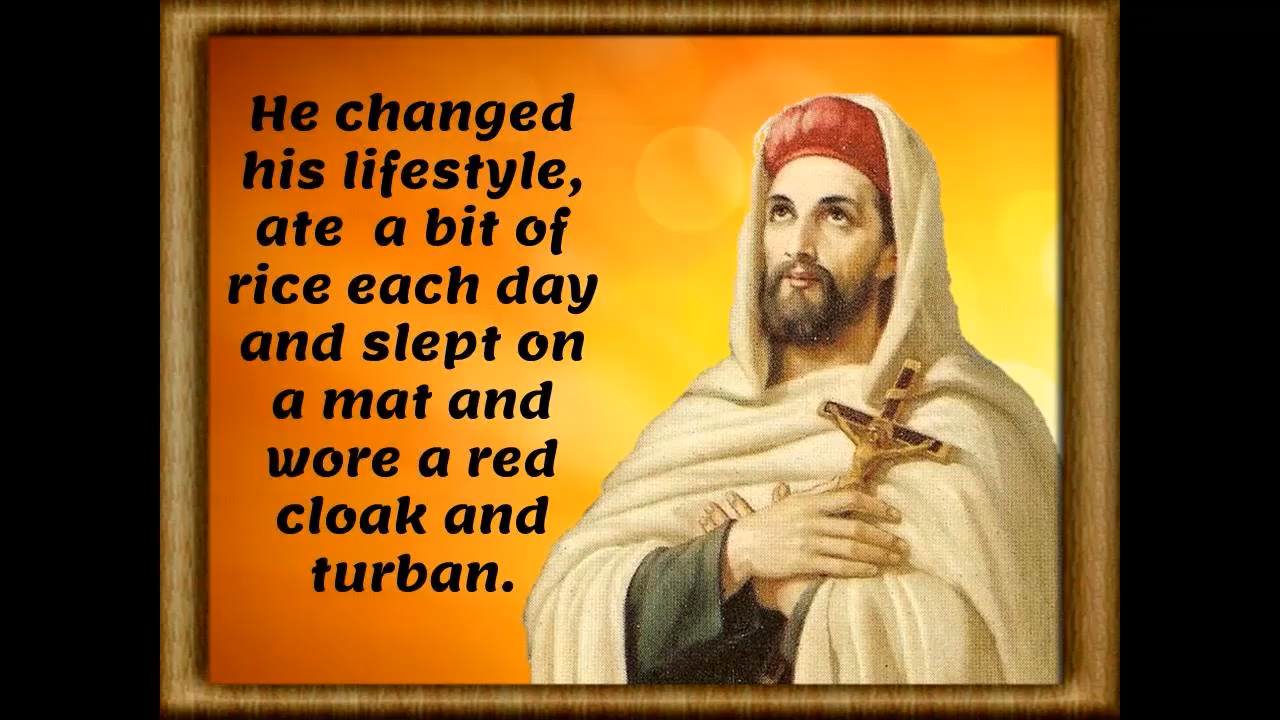 He changed
his lifestyle,
ate a bit of
rice each day
and slept on
a mat and
wore a red
cloak and
turban.